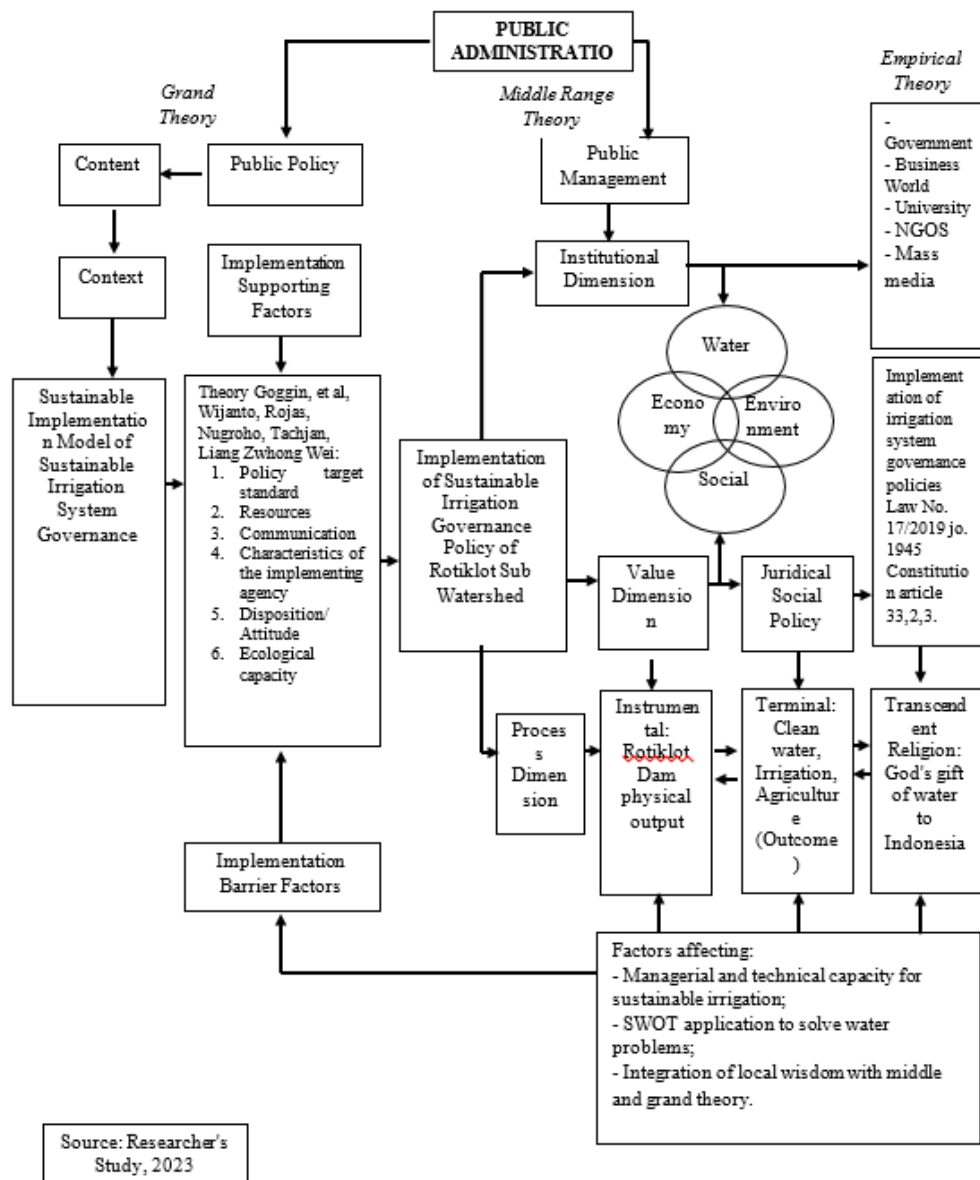 PUBLIC
ADMINISTRATIO
Grand
Theory
Middle Range
Theory
Empirical
Theory
Content
Public Policy
Public
Management
-
Government
- Business
World
- University
- NGOS
- Mass
media
Context
Implementation
Supporting
Factors
Institutional
Dimension
Water
Econo
my
Enviro
nment
Social
Sustainable
Implementatio
n Model of
Sustainable
Irrigation
System
Governance
Theory Goggin, et al,
Wijanto, Rojas,
Nugroho, Tachjan,
Liang Zwhong Wei:
1. Policy target
standard
2. Resources
3. Communication
4. Characteristics of
the implementing
agency
5. Disposition/
Attitude
6. Ecological
capacity
Implementation
of Sustainable
Irrigation
Governance
Policy of
Rotiklot Sub
Watershed
Value
Dimensio
n
Juridical
Social
Policy
Implement
ation of
irrigation
system
governance
policies
Law No.
17/2019 jo.
1945
Constitutio
n article
33,2,3.
Proces
s
Dimen
sion
Instrumen
tal:
Rotiklot
Dam
physical
output
Terminal:
Clean
water,
Irrigation,
Agricultur
e
(Outcome
)
Transcend
ent
Religion:
God's
gift of
water to
Indonesia
Implementation
Barrier Factors
Factors affecting:
- Managerial and technical capacity for
sustainable irrigation;
- SWOT application to solve water
problems;
- Integration of local wisdom with middle
and grand theory.
Source: Researcher's
Study, 2023